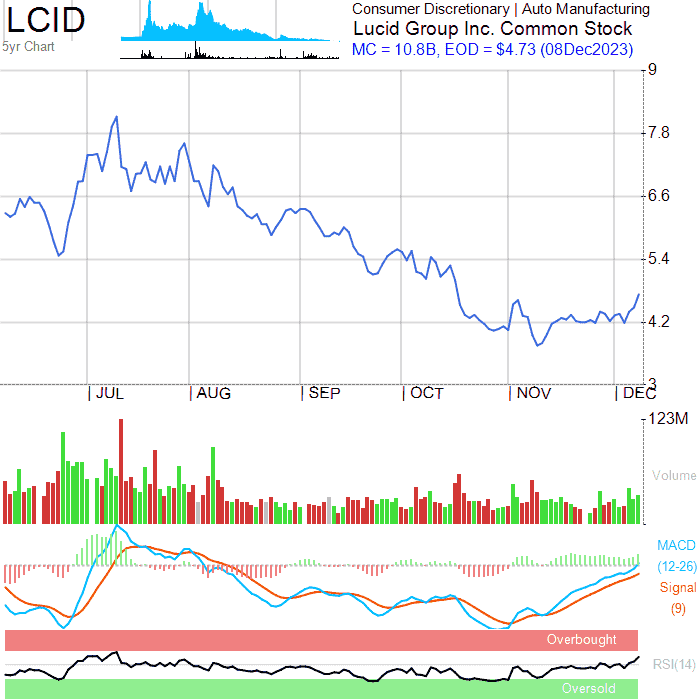 LCID
5yr Chart
Consumer Discretionary | Auto Manufacturing
Lucid Group Inc. Common Stock
MC = 10.8B, EOD = $4.73 (08Dec2023)
9
7.8
6.6
5.4
4.2
3
JUL AUG SEP OCT NOV DEC
123M
Volume
MACD
(12-26)
Signal
(9)
Overbought
RSI(14)
Oversold